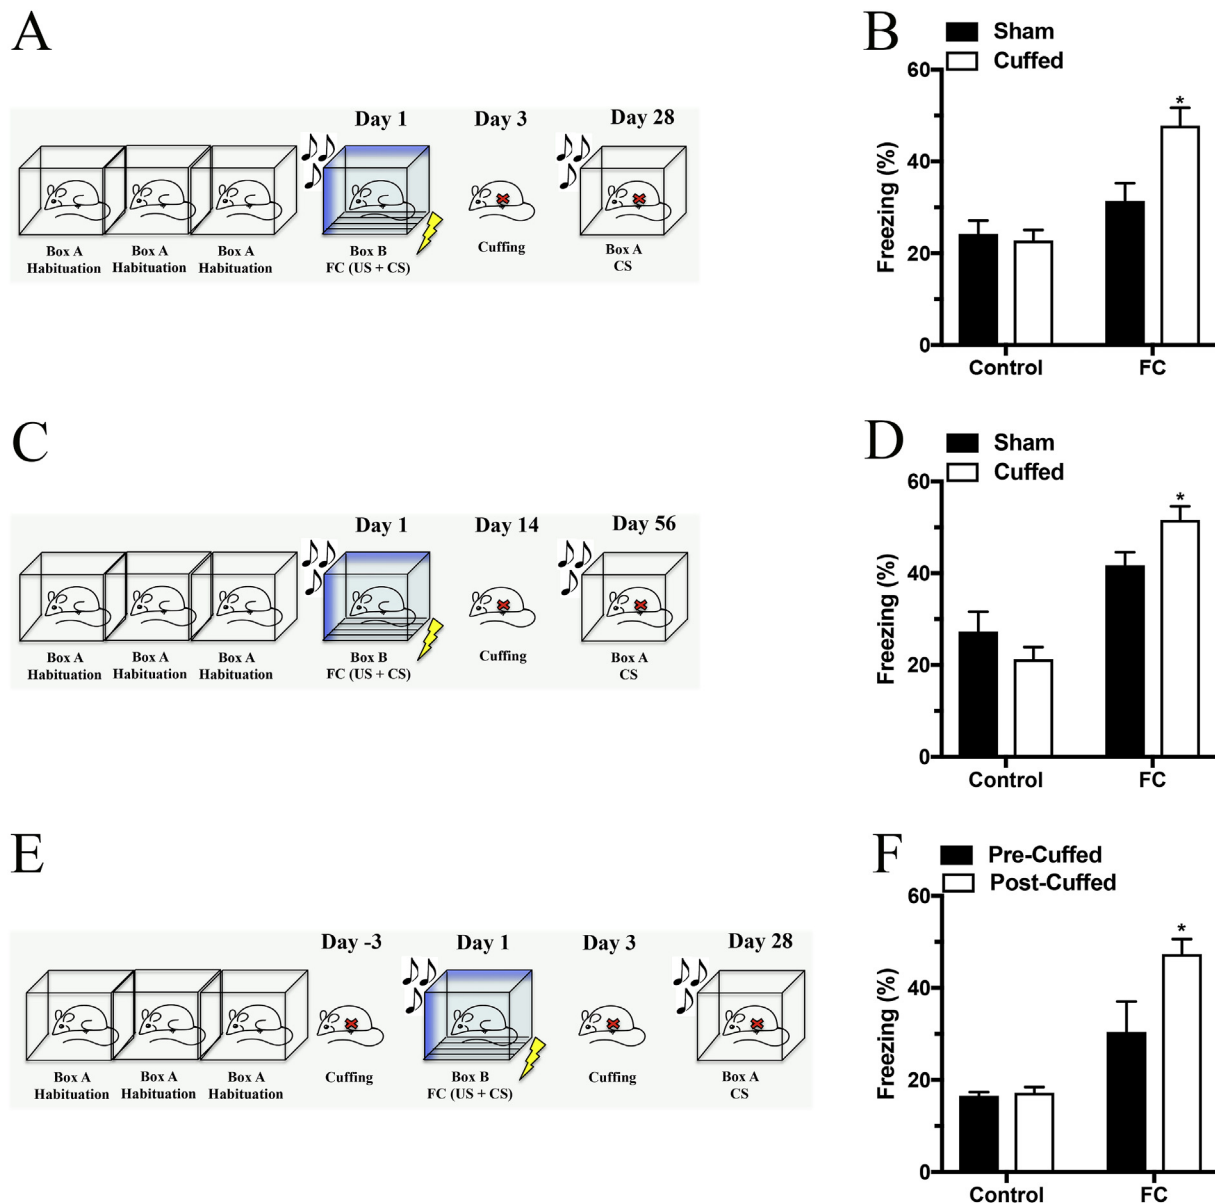 A
Day 1
Day 3
Day 28
Box A
Habituation
Box A
Habituation
Box A
Habituation
Box B
FC (US + CS)
Cuffing
Box A
CS
B
Sham
Cuffed
Freezing (%)
60
40
20
0
*
Control
FC
C
Day 1
Day 14
Day 56
Box A
Habituation
Box A
Habituation
Box A
Habituation
Box B
FC (US + CS)
Cuffing
Box A
CS
D
Sham
Cuffed
Freezing (%)
60
40
20
0
*
Control
FC
E
Day -3
Day 1
Day 3
Day 28
Box A
Habituation
Box A
Habituation
Box A
Habituation
Cuffing
Box B
FC (US + CS)
Cuffing
Box A
CS
F
Pre-Cuffed
Post-Cuffed
Freezing (%)
60
40
20
0
*
Control
FC